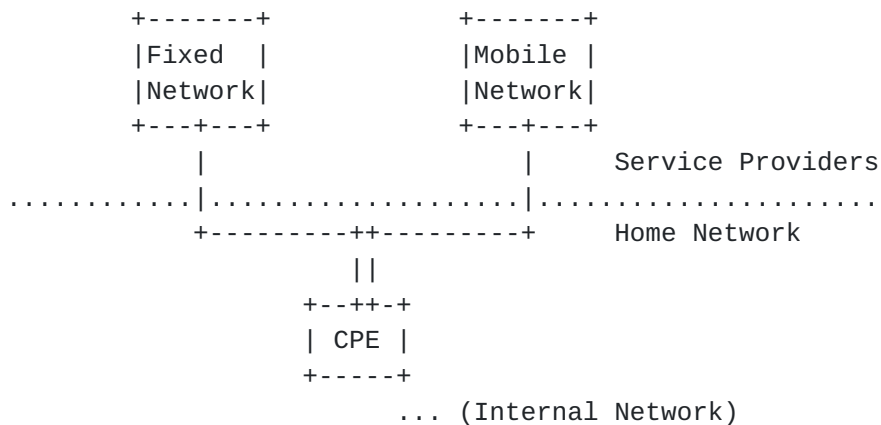 +-------+ +-------+
|Fixed | |Mobile |
|Network| |Network|
+---+---+ +---+---+
| | Service Providers
............|.....................|.......................
+---------++---------+ Home Network
||
+--++-+
| CPE |
+-----+
... (Internal Network)